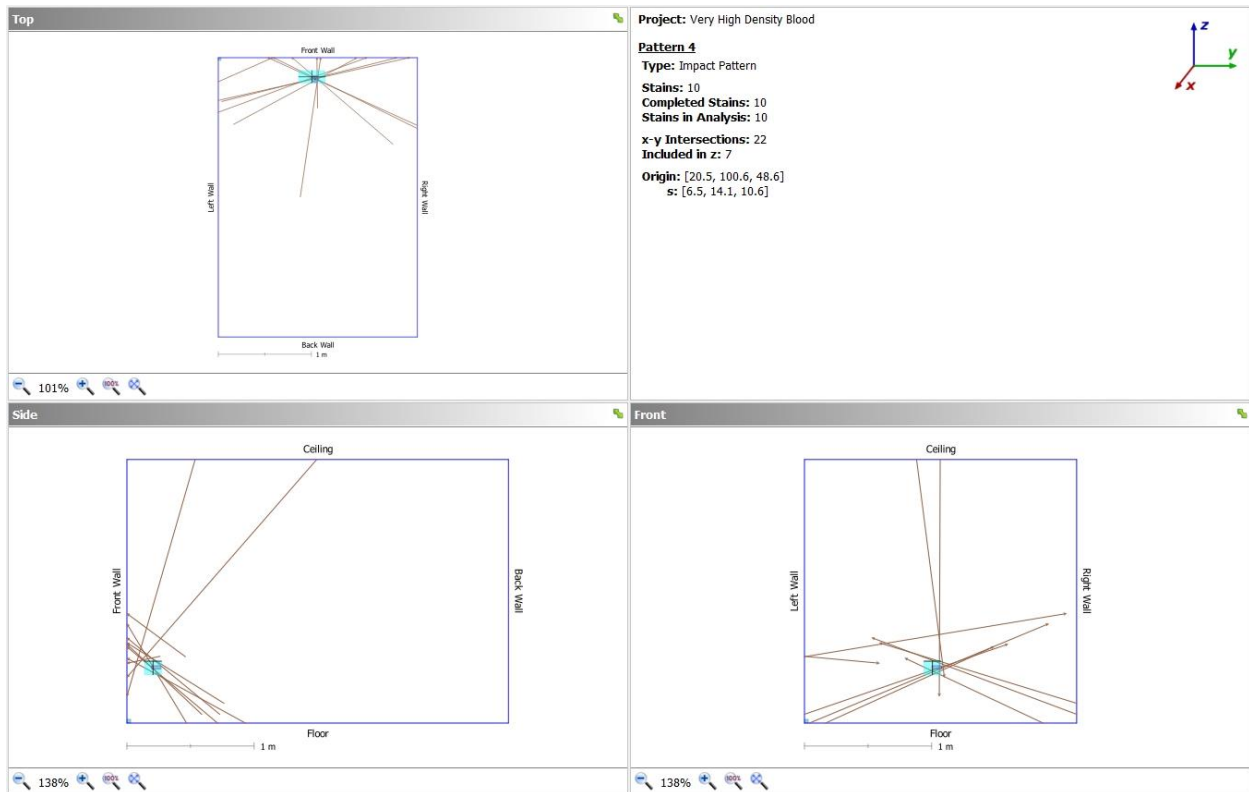 Top
Front Wall
Left Wall
Right Wall
Back Wall
1 m
101%
100%
Project: Very High Density Blood
Pattern 4
Type: Impact Pattern
Stains: 10
Completed Stains: 10
Stains in Analysis: 10
x-y Intersections: 22
Included in z: 7
Origin: [20.5, 100.6, 48.6]
s: [6.5, 14.1, 10.6]
z
y
x
Side
Ceiling
Front Wall
Back Wall
Floor
1 m
138%
100%
Front
Ceiling
Left Wall
Right Wall
Floor
1 m
138%
100%